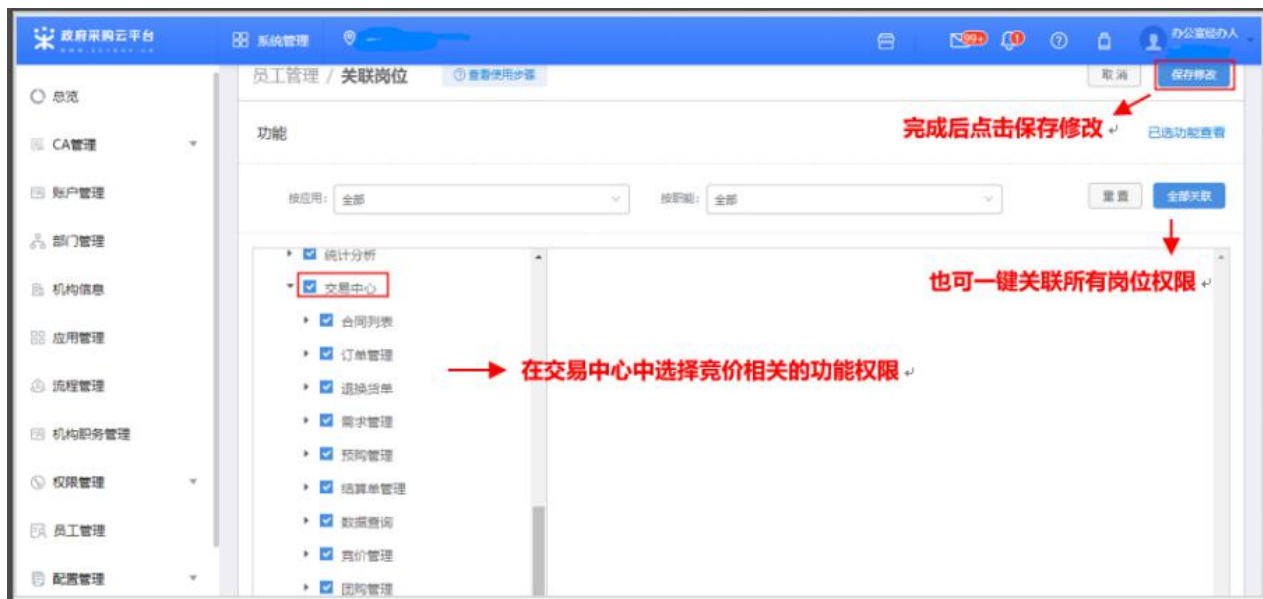 政府采购云平台
系统管理
99+
1
办公室经办人
员工管理 / 关联岗位
查看使用步骤
取消
保存修改
总览
功能
完成后点击保存修改
已选功能查看
CA管理
账户管理
按应用: 全部
按职能: 全部
重置
全部关联
部门管理
统计分析
交易中心
也可一键关联所有岗位权限
机构信息
合同列表
应用管理
订单管理
在交易中心中选择竞价相关的功能权限
流程管理
退换货单
需求管理
机构职务管理
预购管理
权限管理
结算单管理
数据查询
员工管理
竞价管理
配置管理
团购管理